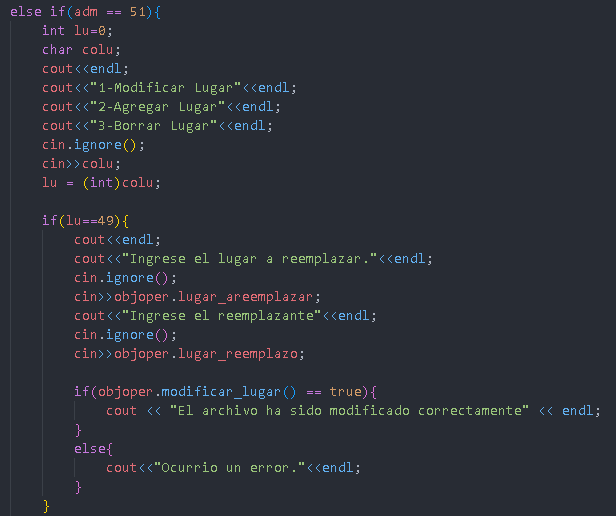 else if(adm == 51){
int lu=0;
char colu;
cout<<endl;
cout<<"1-Modificar Lugar"<<endl;
cout<<"2-Agregar Lugar"<<endl;
cout<<"3-Borrar Lugar"<<endl;
cin.ignore();
cin>>colu;
lu = (int)colu;
if(lu==49){
cout<<endl;
cout<<"Ingrese el lugar a reemplazar."<<endl;
cin.ignore();
cin>>objoper.lugar_areemplazar;
cout<<"Ingrese el reemplazante"<<endl;
cin.ignore();
cin>>objoper.lugar_reemplazo;
if(objoper.modificar_lugar() == true){
cout << "El archivo ha sido modificado correctamente" << endl;
}
else{
cout<<"Ocurrio un error."<<endl;
}
}